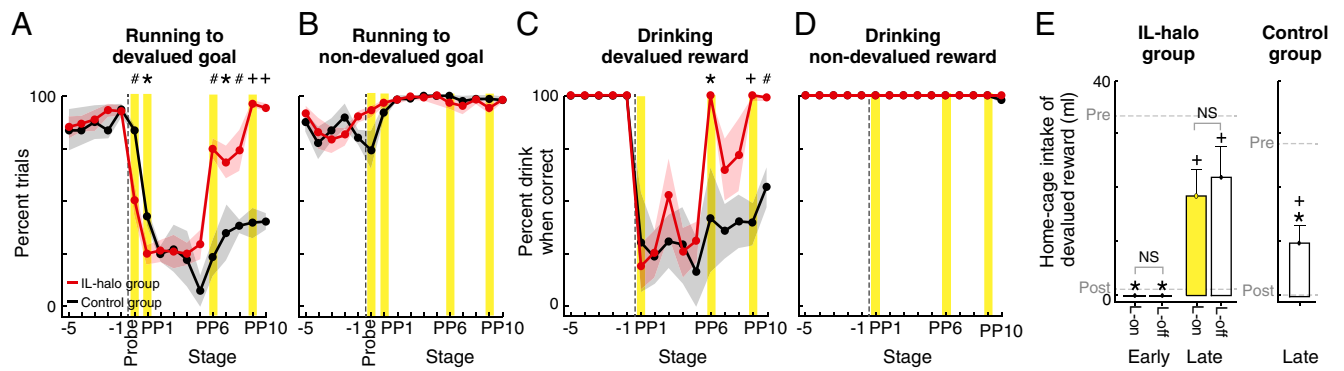 A
Running to
devalued goal
# * # * # + +
100
0
Percent trials
IL-halo group
Control group
-5 -1 Probe PP1 PP6 PP10
Stage
B
Running to
non-devalued goal
-5 -1 Probe PP1 PP6 PP10
Stage
C
Drinking
devalued reward
* + #
100
0
Percent drink
when correct
-5 -1 PP1 PP6 PP10
Stage
D
Drinking
non-devalued reward
-5 -1 PP1 PP6 PP10
Stage
E
IL-halo
group
Control
group
40
0
Home-cage intake of
devalued reward (ml)
Pre
Post
NS
NS
* * + +
L-on L-off L-on L-off
Early Late
Pre
Post
+
*
Late